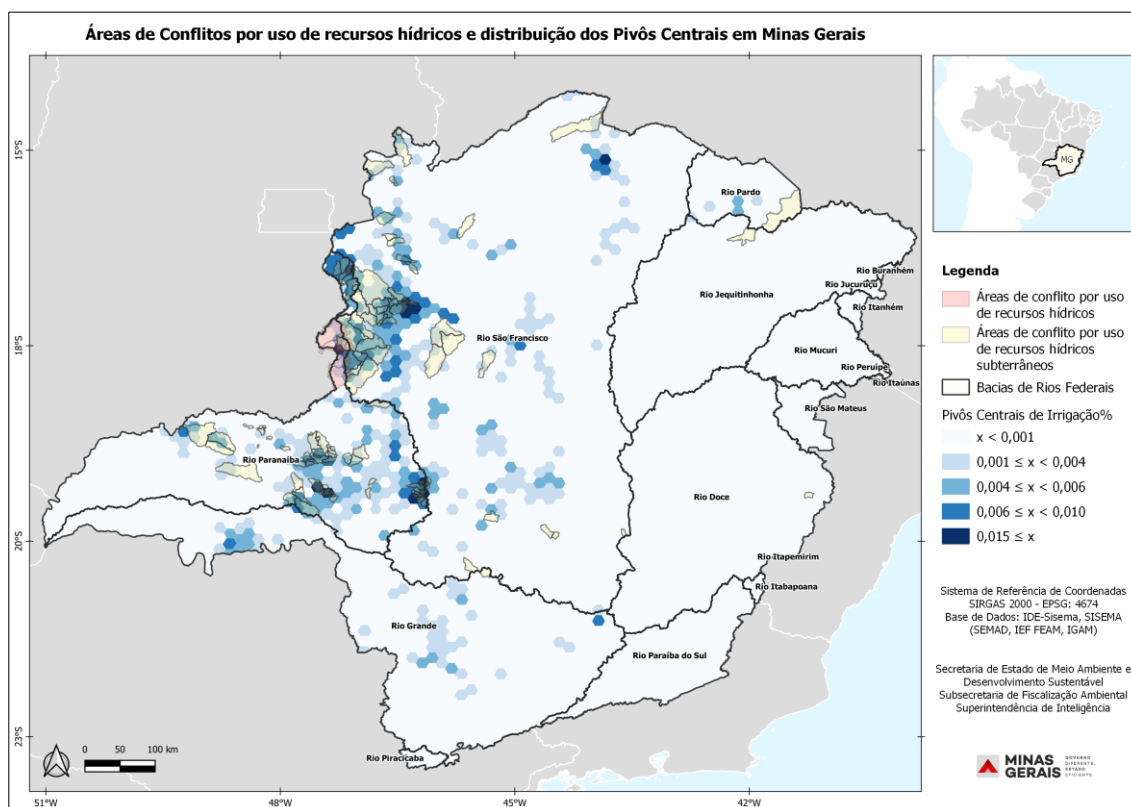 Áreas de Conflitos por uso de recursos hídricos e distribuição dos Pivôs Centrais em Minas Gerais
15°S
18°S
20°S
23°S
51°W
48°W
45°W
42°W
Rio Pardo
Rio Buranhém
Rio Jucuruçu
Rio Jequitinhonha
Rio Itanhém
Rio São Francisco
Rio Mucuri
Rio Peruípe
Rio Itaúnas
Rio São Mateus
Rio Paranaíba
Rio Doce
Rio Itapemirim
Rio Itabapoana
Rio Grande
Rio Paraíba do Sul
Rio Piracicaba
0 50 100 km
MG
Legenda
Áreas de conflito por uso
de recursos hídricos
Áreas de conflito por uso
de recursos hídricos
subterrâneos
Bacias de Rios Federais
Pivôs Centrais de Irrigação%
x < 0,001
0,001 ≤ x < 0,004
0,004 ≤ x < 0,006
0,006 ≤ x < 0,010
0,015 ≤ x
Sistema de Referência de Coordenadas
SIRGAS 2000 - EPSG: 4674
Base de Dados: IDE-Sisema, SISEMA
(SEMAD, IEF FEAM, IGAM)
Secretaria de Estado de Meio Ambiente e
Desenvolvimento Sustentável
Subsecretaria de Fiscalização Ambiental
Superintendência de Inteligência
MINAS
GERAIS
GOVERNO
DIFERENTE.
ESTADO
EFICIENTE.